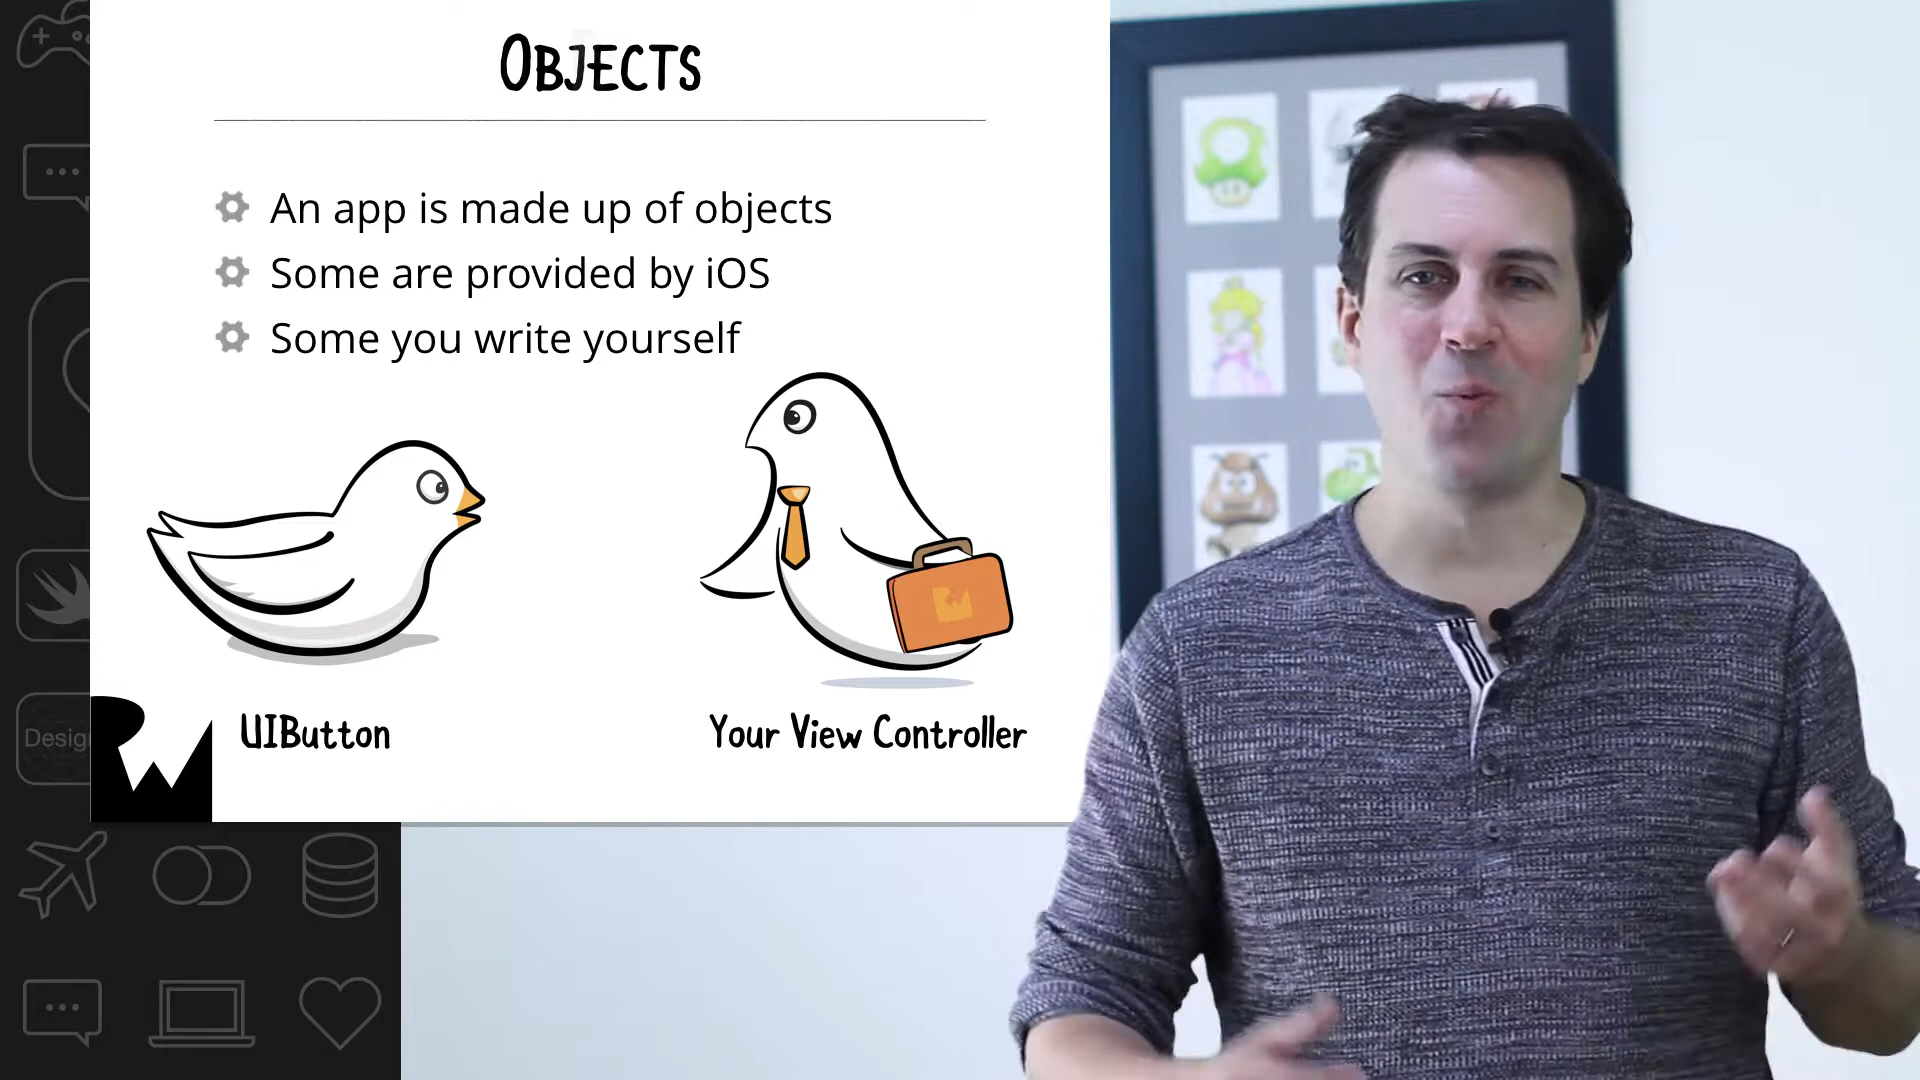 OBJECTS
An app is made up of objects
Some are provided by iOS
Some you write yourself
UIButton
Your View Controller
Design